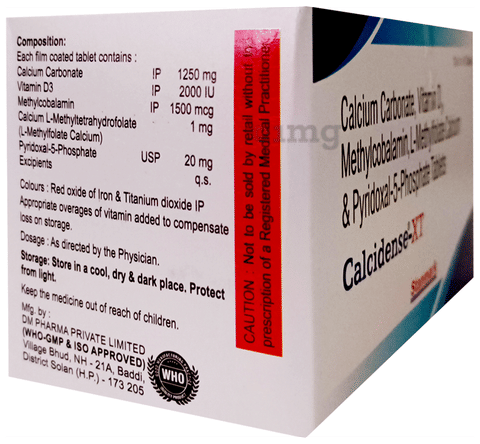 Composition:
Each film coated tablet contains :
Calcium Carbonate IP 1250 mg
Vitamin D3 IP 2000 IU
Methylcobalamin IP 1500 mcg
Calcium L-Methyltetrahydrofolate 1 mg
(L-Methylfolate Calcium)
Pyridoxal-5-Phosphate USP 20 mg
Excipients q.s.
Colours : Red oxide of Iron & Titanium dioxide IP
Appropriate overages of vitamin added to compensate
loss on storage.
Dosage : As directed by the Physician.
Storage: Store in a cool, dry & dark place. Protect
from light.
Keep the medicine out of reach of children.
Mfg. by :
DM PHARMA PRIVATE LIMITED
(WHO-GMP & ISO APPROVED)
Village Bhud, NH - 21A, Baddi,
District Solan (H.P.) - 173 205
WHO
CAUTION : Not to be sold by retail without
prescription of a Registered Medical Practitioner
Calcium Carbonate, Vitamin D3
Methylcobalamin, L-Methylfolate Calcium
& Pyridoxal-5-Phosphate Tablets
Calcidense-XT